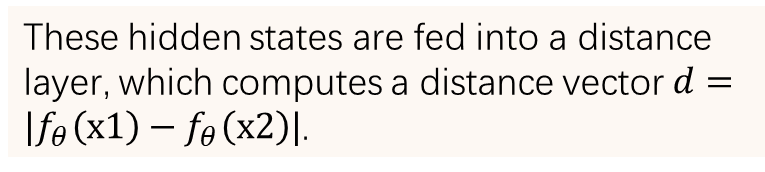 These hidden states are fed into a distance
layer, which computes a distance vector 𝑑 =
|𝑓𝜃(x1) − 𝑓𝜃(x2)|.